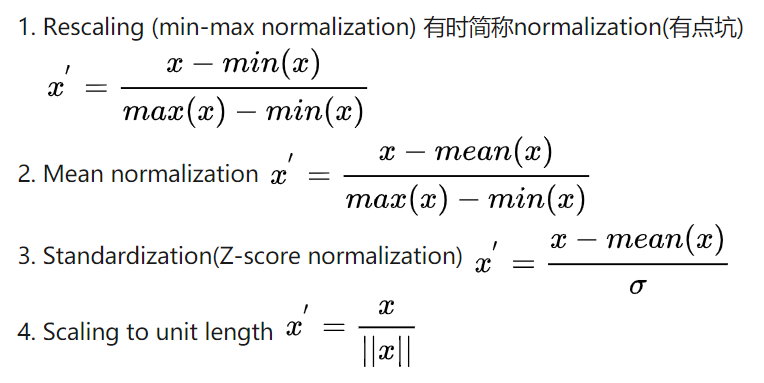 1. Rescaling (min-max normalization) 有时简称normalization(有点坑)
x' = \frac{x - min(x)}{max(x) - min(x)}
2. Mean normalization x' = \frac{x - mean(x)}{max(x) - min(x)}
3. Standardization(Z-score normalization) x' = \frac{x - mean(x)}{σ}
4. Scaling to unit length x' = \frac{x}{||x||}